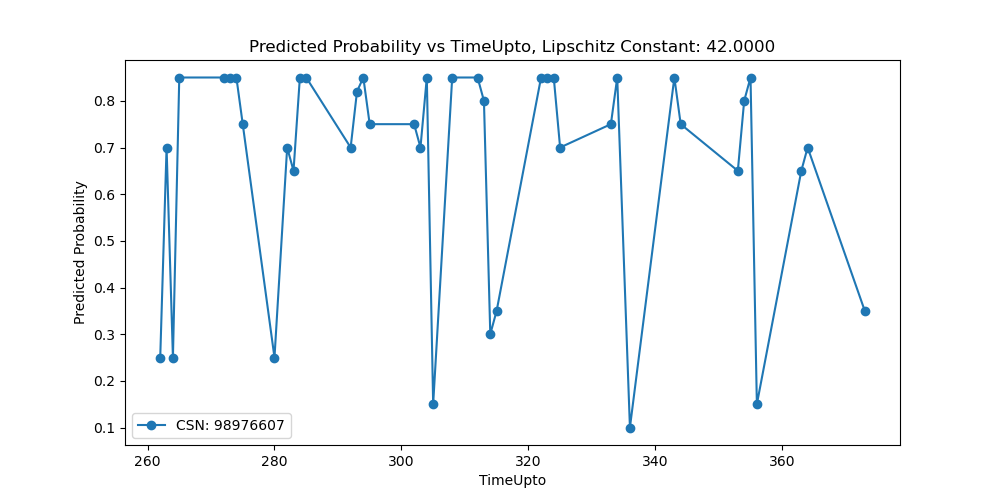 Predicted Probability vs TimeUpto, Lipschitz Constant: 42.0000
Predicted Probability
0.8
0.7
0.6
0.5
0.4
0.3
0.2
0.1
CSN: 98976607
260 280 300 320 340 360
TimeUpto